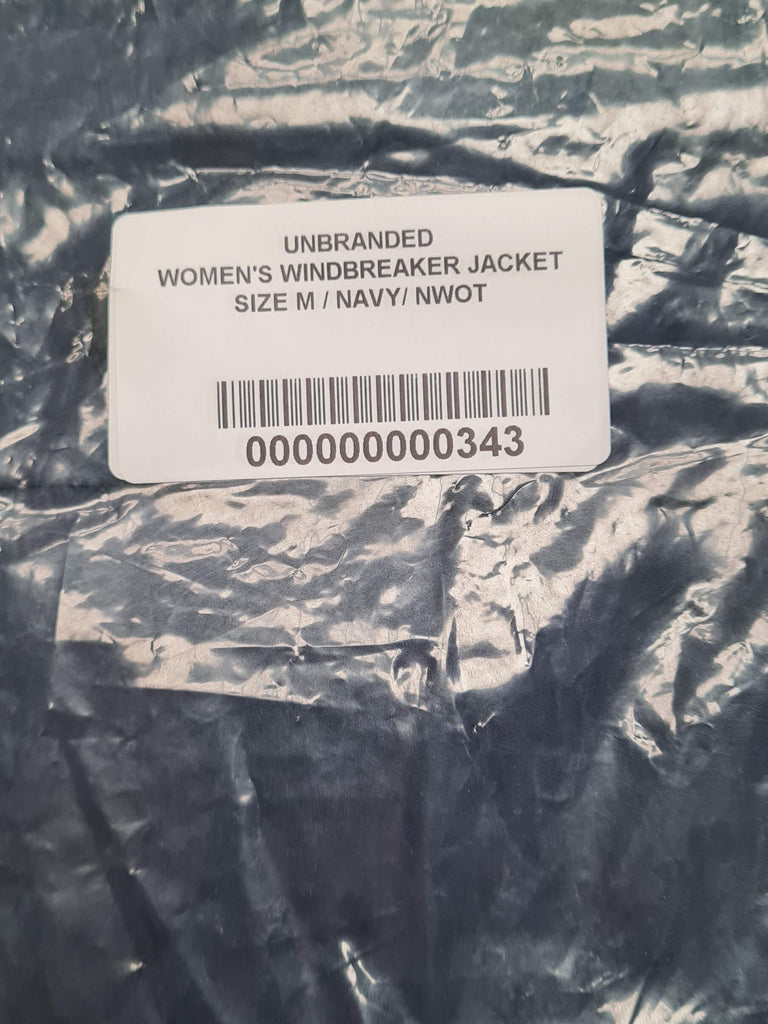 UNBRANDED
WOMEN'S WINDBREAKER JACKET
SIZE M / NAVY/ NWOT
000000000343